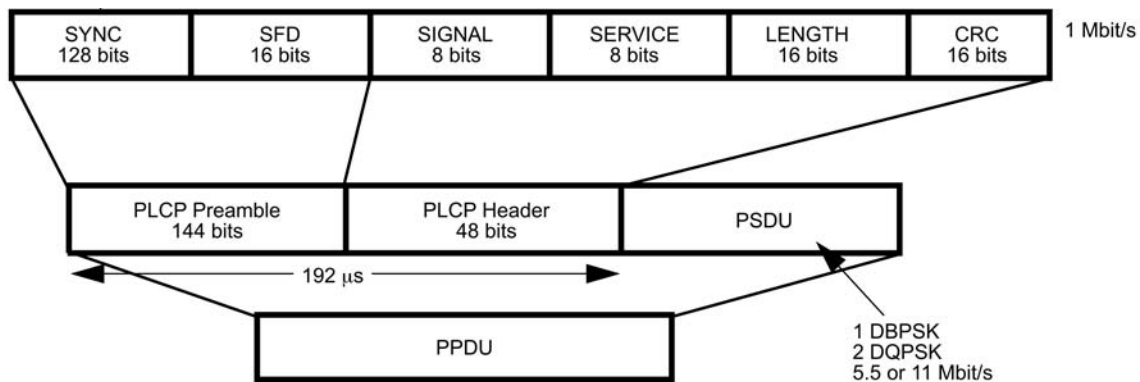 SYNC
128 bits
SFD
16 bits
SIGNAL
8 bits
SERVICE
8 bits
LENGTH
16 bits
CRC
16 bits
1 Mbit/s
PLCP Preamble
144 bits
PLCP Header
48 bits
PSDU
192 μs
1 DBPSK
2 DQPSK
5.5 or 11 Mbit/s
PPDU